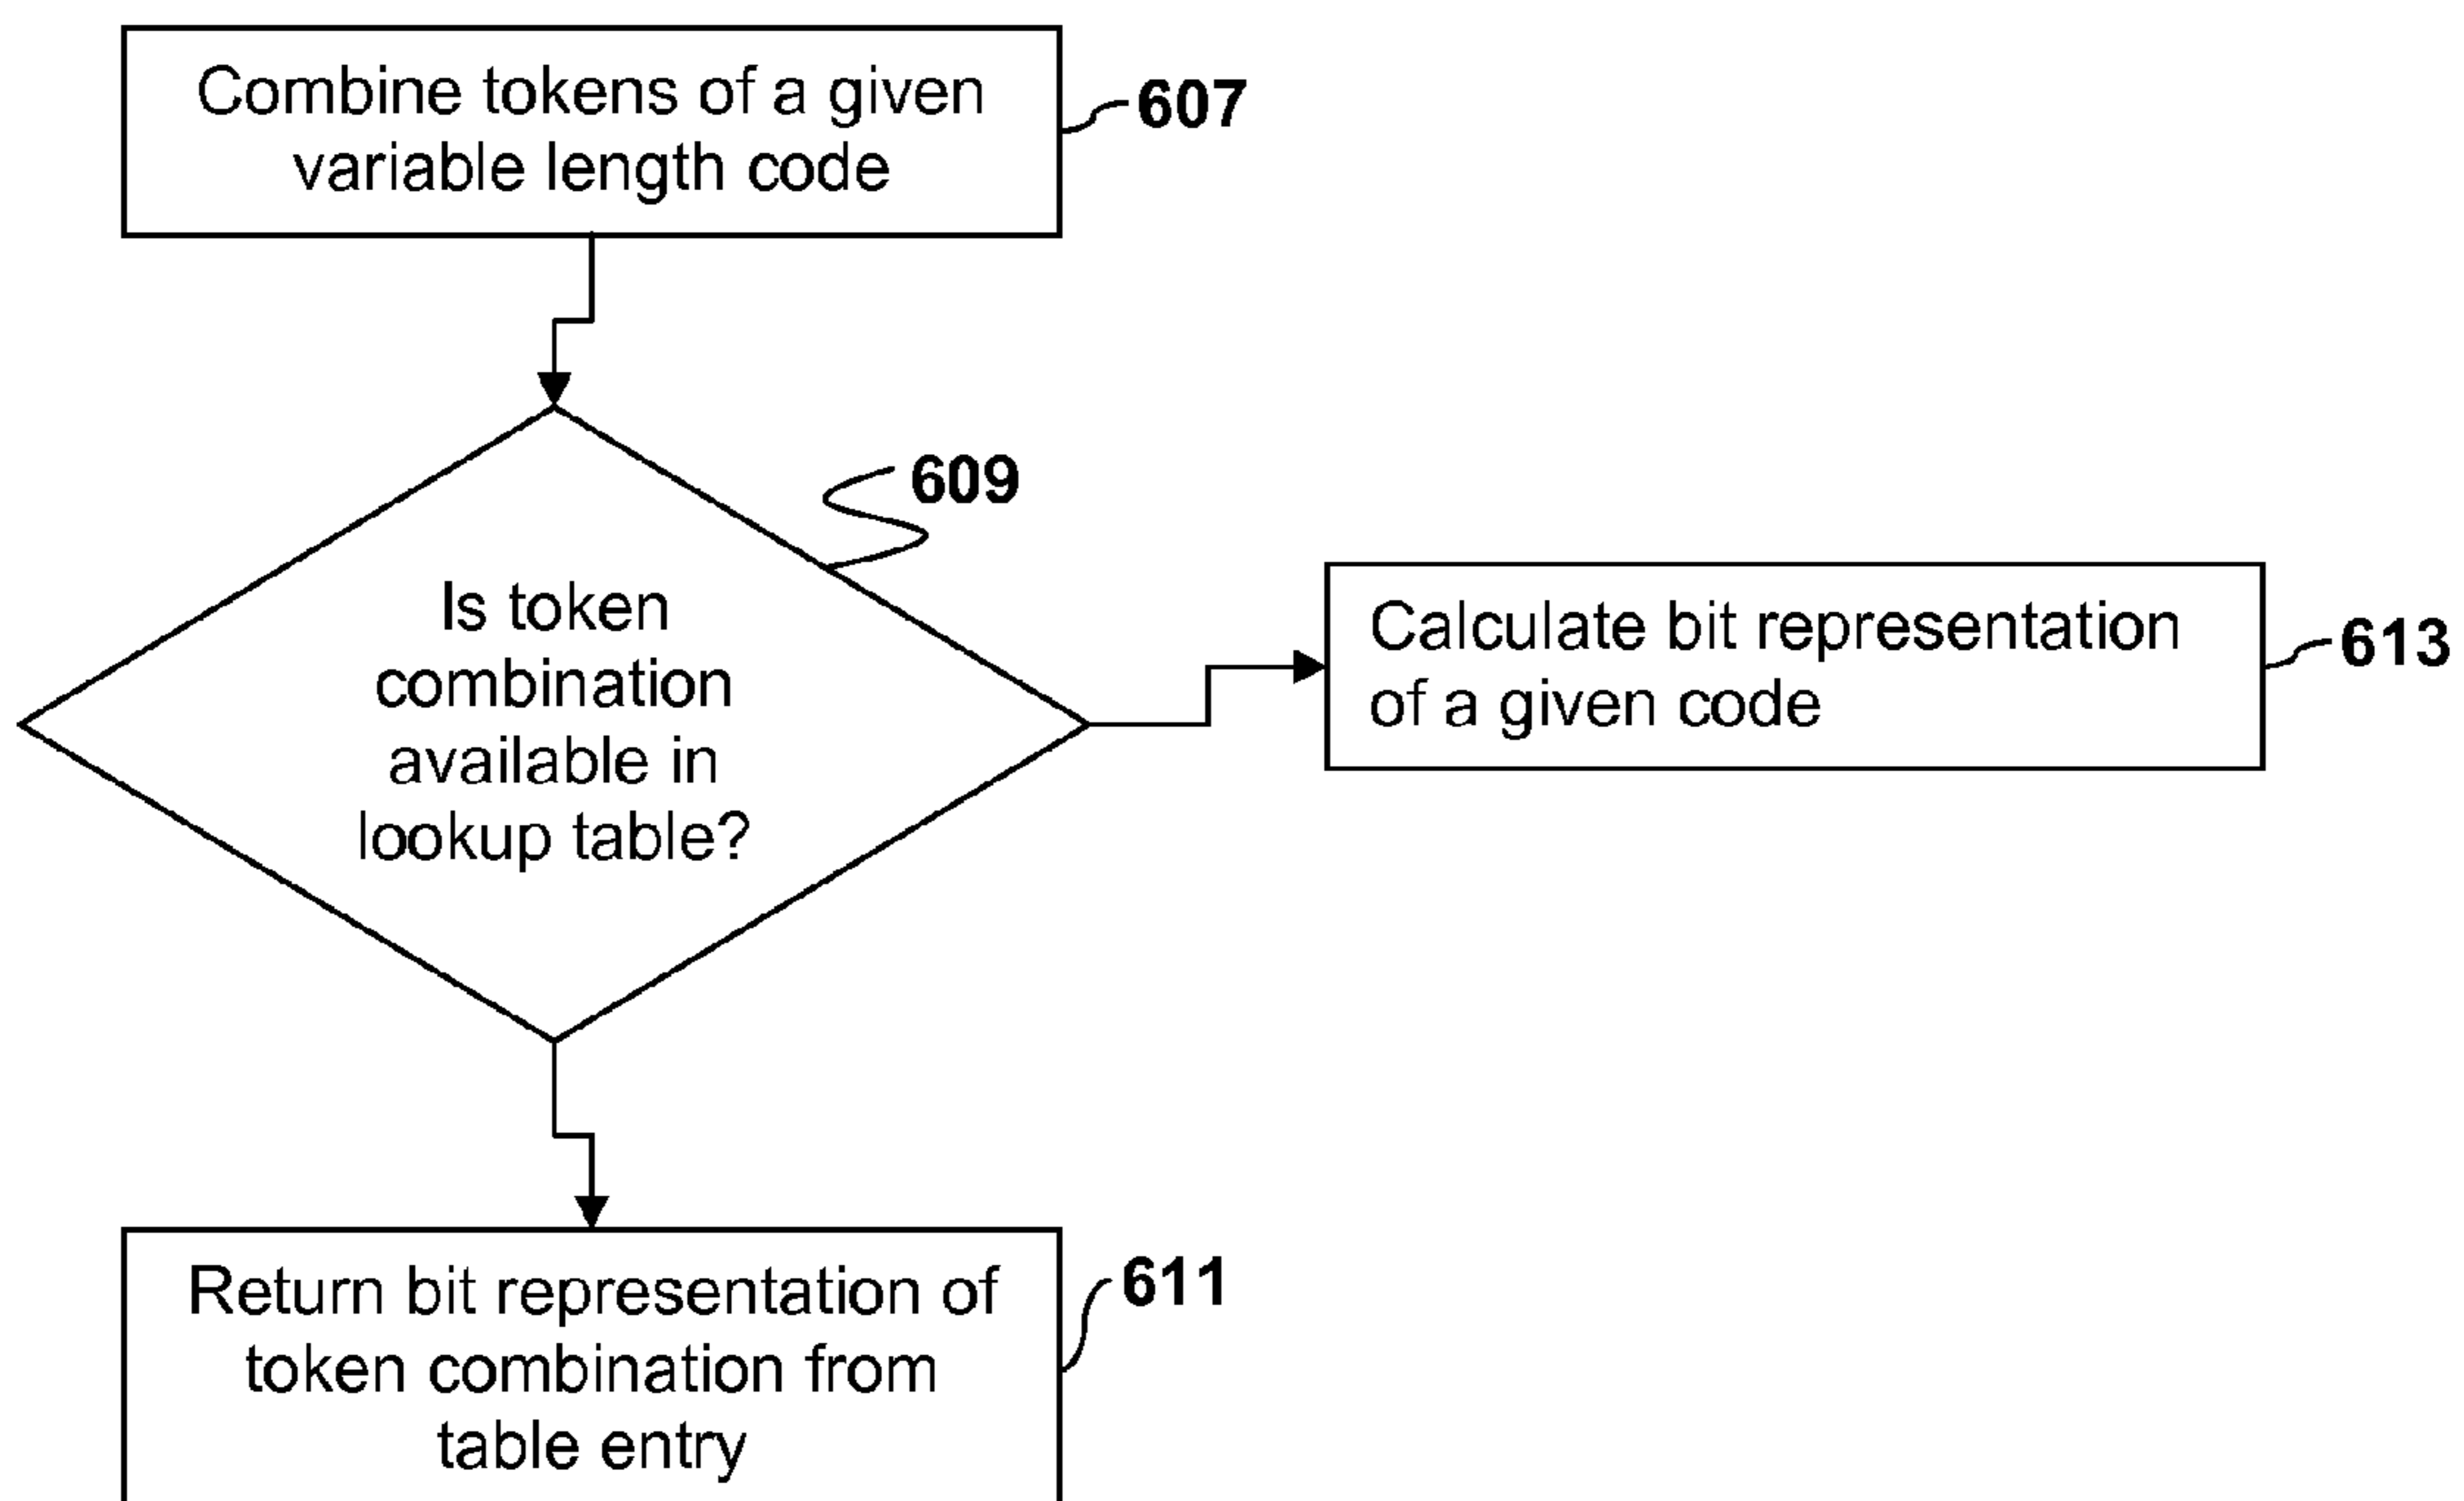 Combine tokens of a given
variable length code
607
609
Is token
combination
available in
lookup table?
Calculate bit representation
of a given code
613
Return bit representation of
token combination from
table entry
611